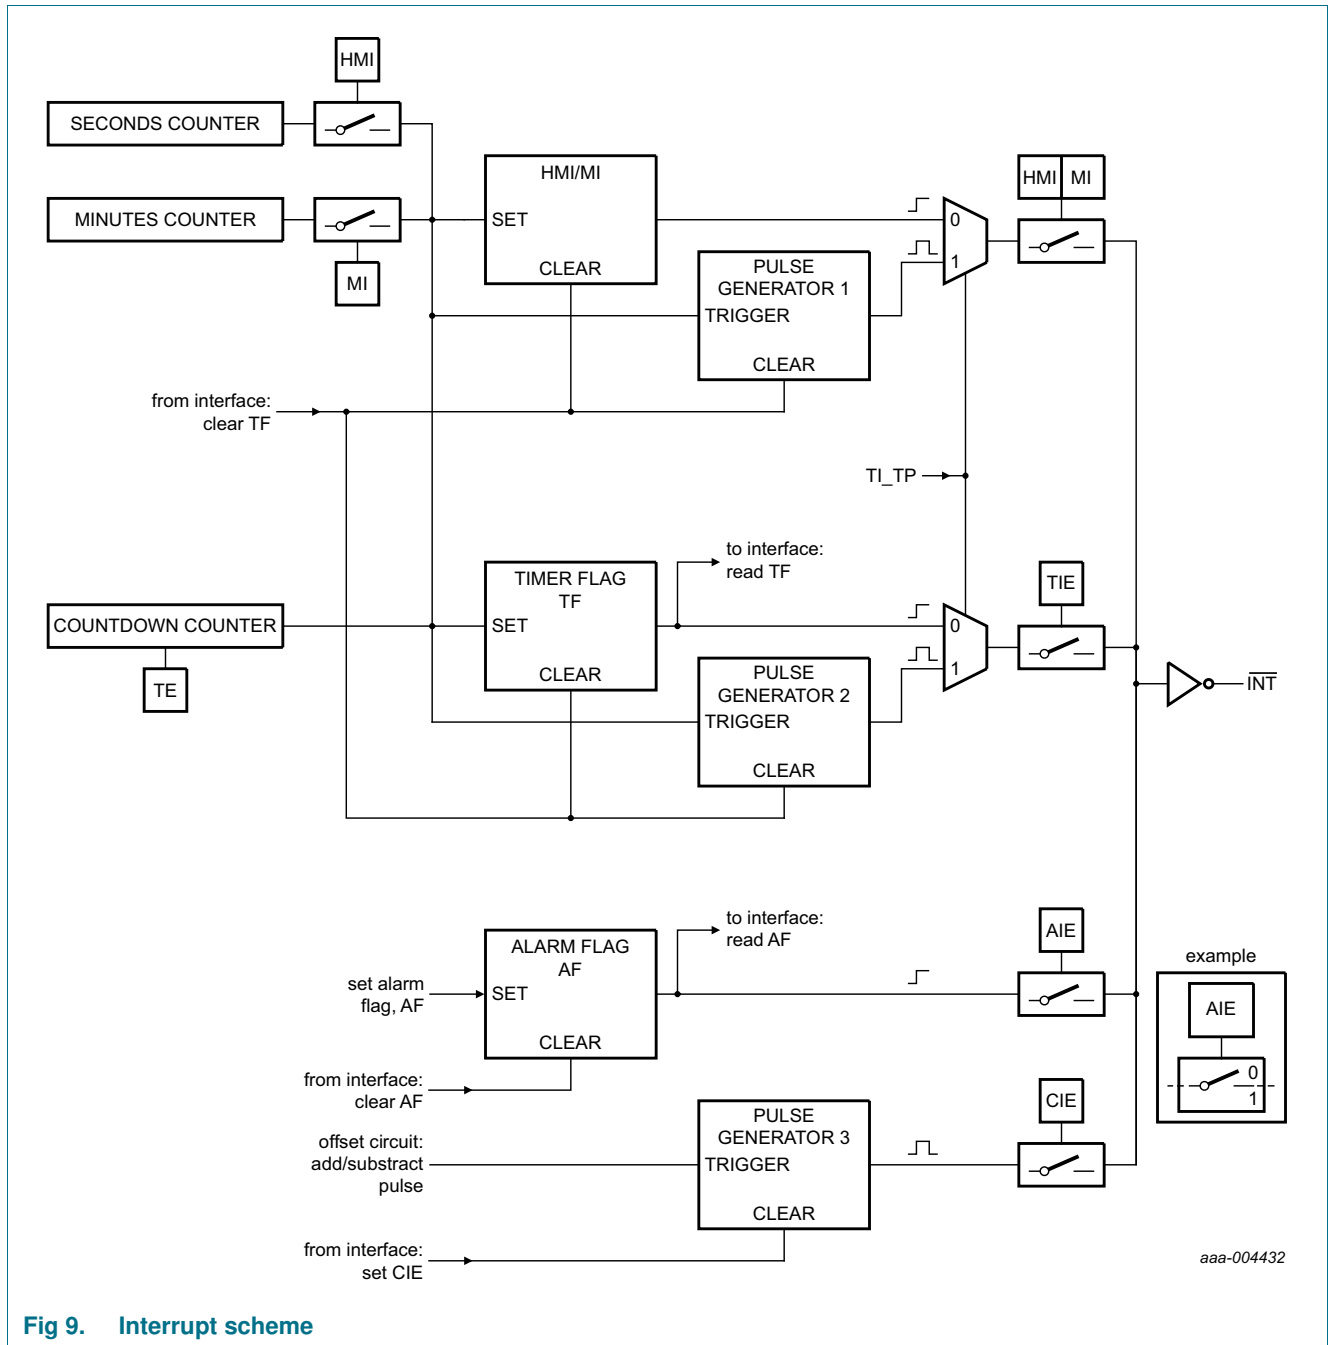 HMI
SECONDS COUNTER
MINUTES COUNTER
MI
HMI/MI
SET
CLEAR
PULSE
GENERATOR 1
TRIGGER
CLEAR
0
1
HMI MI
from interface:
clear TF
TI_TP
to interface:
read TF
TIMER FLAG
TF
SET
CLEAR
COUNTDOWN COUNTER
TE
PULSE
GENERATOR 2
TRIGGER
CLEAR
0
1
TIE
INT
to interface:
read AF
ALARM FLAG
AF
SET
CLEAR
set alarm
flag, AF
from interface:
clear AF
AIE
example
AIE
0
1
offset circuit:
add/substract
pulse
PULSE
GENERATOR 3
TRIGGER
CLEAR
CIE
from interface:
set CIE
aaa-004432
Fig 9. Interrupt scheme